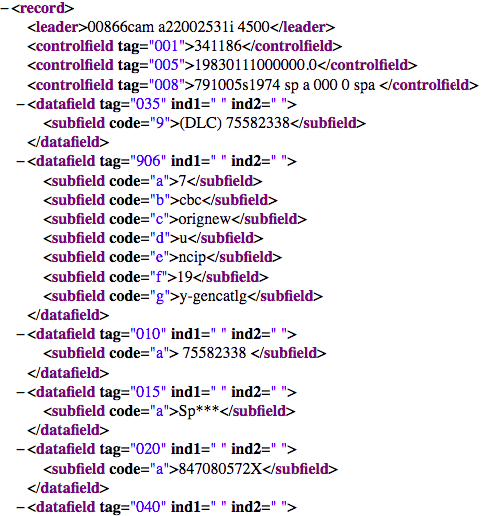 −<record>
<leader>00866cam a22002531i 4500</leader>
<controlfield tag="001">341186</controlfield>
<controlfield tag="005">19830111000000.0</controlfield>
<controlfield tag="008">791005s1974 sp a 000 0 spa </controlfield>
−<datafield tag="035" ind1=" " ind2=" ">
<subfield code="9">(DLC) 75582338</subfield>
</datafield>
−<datafield tag="906" ind1=" " ind2=" ">
<subfield code="a">7</subfield>
<subfield code="b">cbc</subfield>
<subfield code="c">orignew</subfield>
<subfield code="d">u</subfield>
<subfield code="e">ncip</subfield>
<subfield code="f">19</subfield>
<subfield code="g">y-gencatlg</subfield>
</datafield>
−<datafield tag="010" ind1=" " ind2=" ">
<subfield code="a"> 75582338 </subfield>
</datafield>
−<datafield tag="015" ind1=" " ind2=" ">
<subfield code="a">Sp***</subfield>
</datafield>
−<datafield tag="020" ind1=" " ind2=" ">
<subfield code="a">847080572X</subfield>
</datafield>
−<datafield tag="040" ind1=" " ind2=" ">